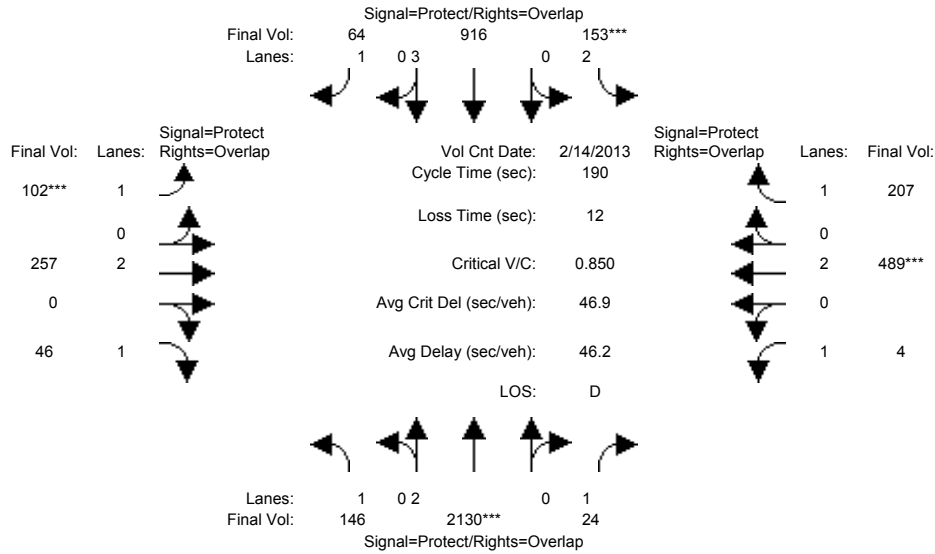 Signal=Protect/Rights=Overlap
Final Vol: 64 916 153***
Lanes: 1 0 3 0 2
Signal=Protect
Final Vol: Lanes: Rights=Overlap
Vol Cnt Date: 2/14/2013
Signal=Protect
Rights=Overlap Lanes: Final Vol:
Cycle Time (sec): 190
102*** 1
1 207
Loss Time (sec): 12
0
0
257 2
Critical V/C: 0.850
2 489***
0 0
Avg Crit Del (sec/veh): 46.9
0
46 1
Avg Delay (sec/veh): 46.2
1 4
LOS: D
Lanes: 1 0 2 0 1
Final Vol: 146 2130*** 24
Signal=Protect/Rights=Overlap